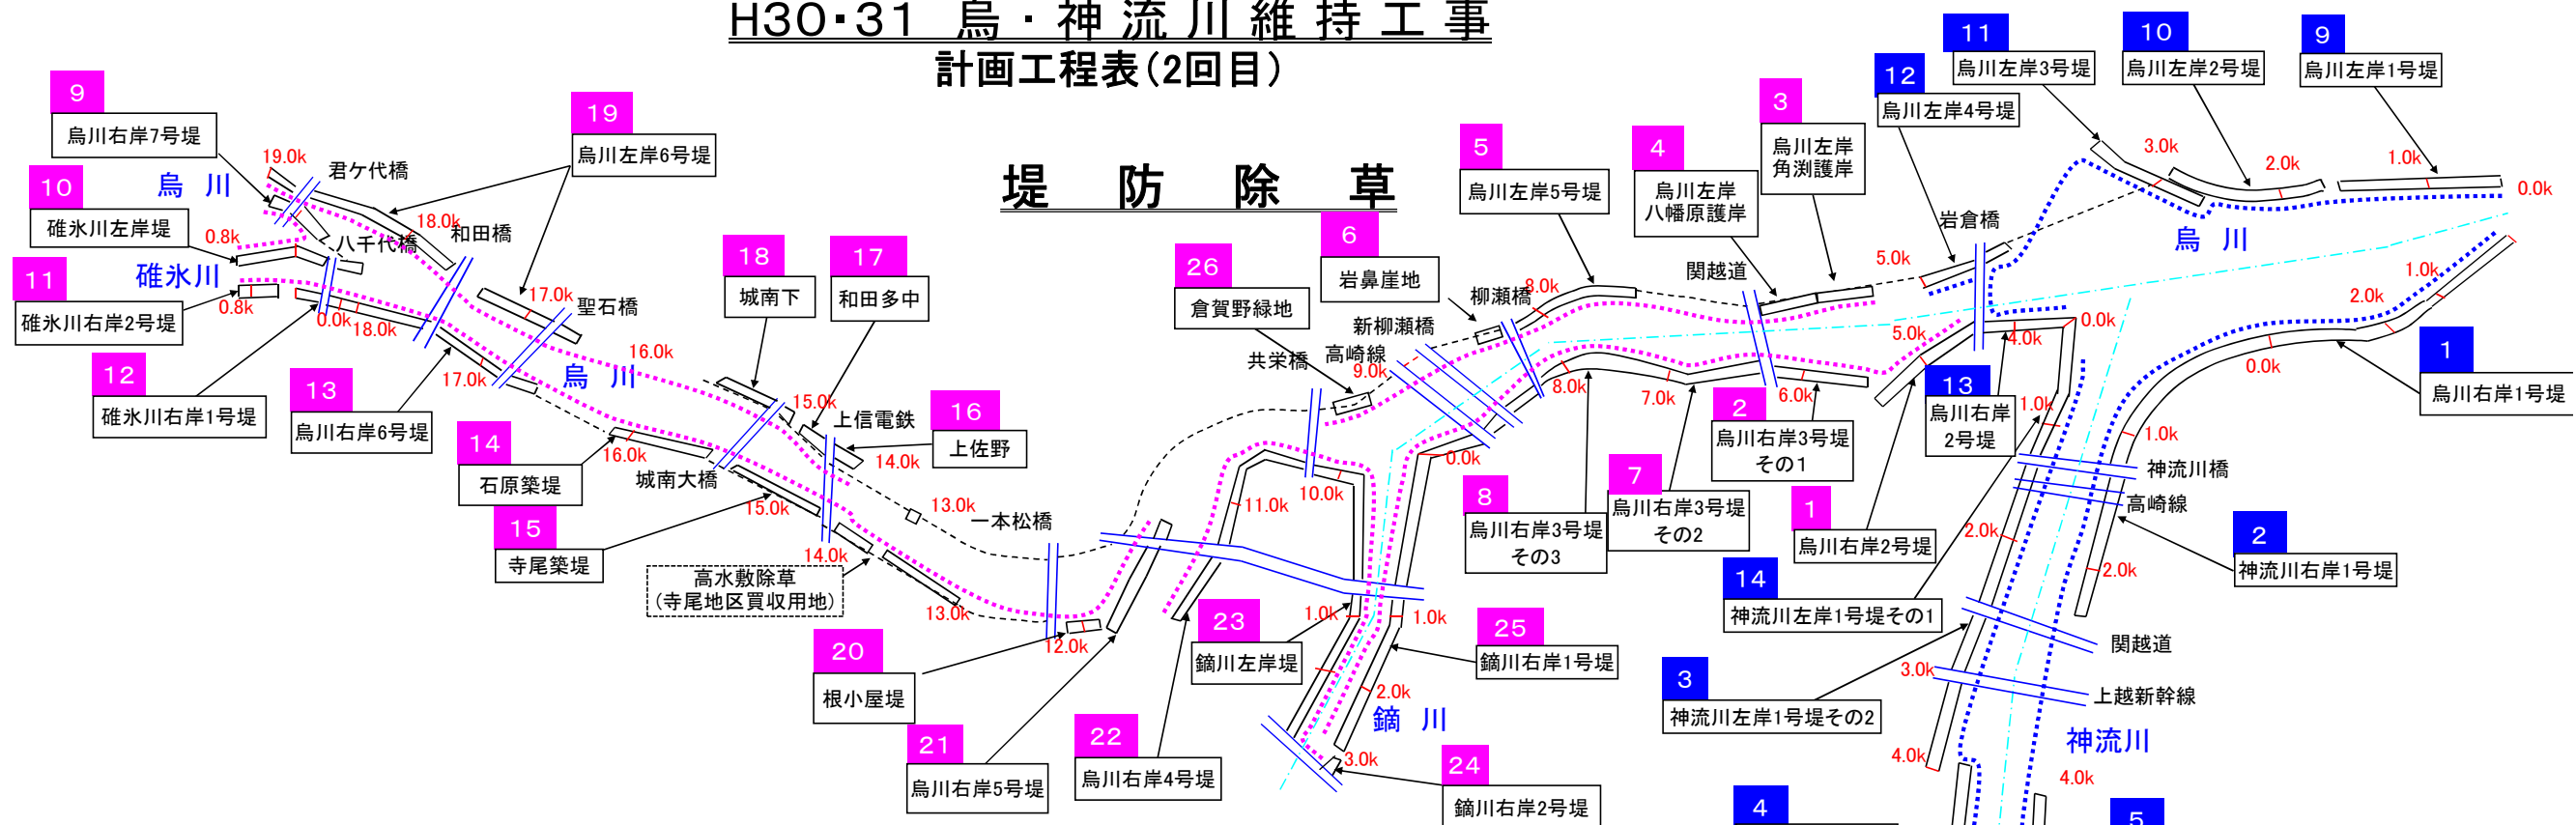 H30・31 烏・神流川維持工事
計画工程表(2回目)
堤防除草
9
烏川右岸7号堤
10
碓氷川左岸堤
11
碓氷川右岸2号堤
12
碓氷川右岸1号堤
13
烏川右岸6号堤
14
石原築堤
15
寺尾築堤
19
烏川左岸6号堤
18
城南下
17
和田多中
16
上佐野
高水敷除草
(寺尾地区買収用地)
20
根小屋堤
21
烏川右岸5号堤
22
烏川右岸4号堤
23
鏑川左岸堤
25
鏑川右岸1号堤
24
鏑川右岸2号堤
26
倉賀野緑地
6
岩鼻崖地
5
烏川左岸5号堤
4
烏川左岸
八幡原護岸
3
烏川左岸
角渕護岸
8
烏川右岸3号堤
その3
7
烏川右岸3号堤
その2
2
烏川右岸3号堤
その1
1
烏川右岸2号堤
12
烏川左岸4号堤
11
烏川左岸3号堤
10
烏川左岸2号堤
9
烏川左岸1号堤
1
烏川右岸1号堤
13
烏川右岸
2号堤
2
神流川右岸1号堤
14
神流川左岸1号堤その1
3
神流川左岸1号堤その2
4
5
烏川
碓氷川
烏川
鏑川
烏川
神流川
君ケ代橋
八千代橋
和田橋
聖石橋
城南大橋
上信電鉄
一本松橋
共栄橋
高崎線
新柳瀬橋
柳瀬橋
関越道
岩倉橋
神流川橋
高崎線
関越道
上越新幹線
19.0k
18.0k
0.8k
0.8k
0.0k
18.0k
17.0k
17.0k
16.0k
16.0k
15.0k
15.0k
14.0k
14.0k
13.0k
13.0k
12.0k
11.0k
10.0k
9.0k
8.0k
8.0k
7.0k
6.0k
5.0k
5.0k
4.0k
3.0k
2.0k
1.0k
0.0k
1.0k
2.0k
0.0k
0.0k
1.0k
1.0k
2.0k
2.0k
3.0k
4.0k
4.0k
0.0k
1.0k
1.0k
2.0k
3.0k